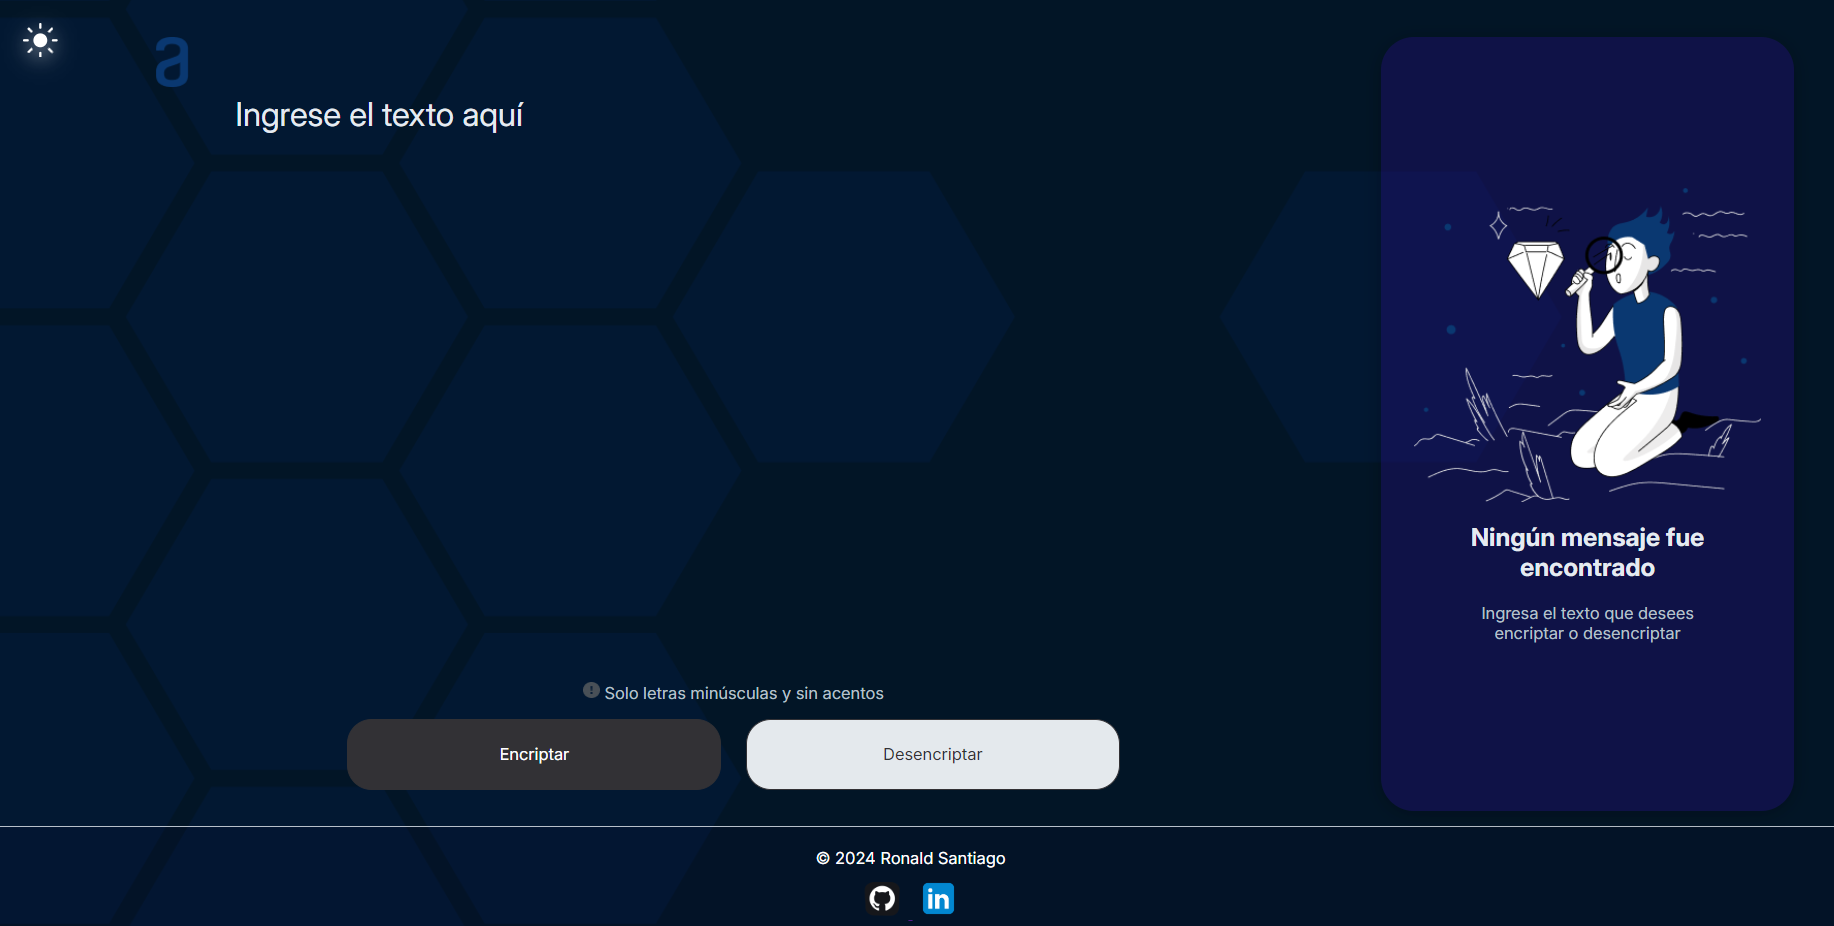 a
Ingrese el texto aquí
Ningún mensaje fue
encontrado
Ingresa el texto que desees
encriptar o desencriptar
Solo letras minúsculas y sin acentos
Encriptar
Desencriptar
© 2024 Ronald Santiago
in